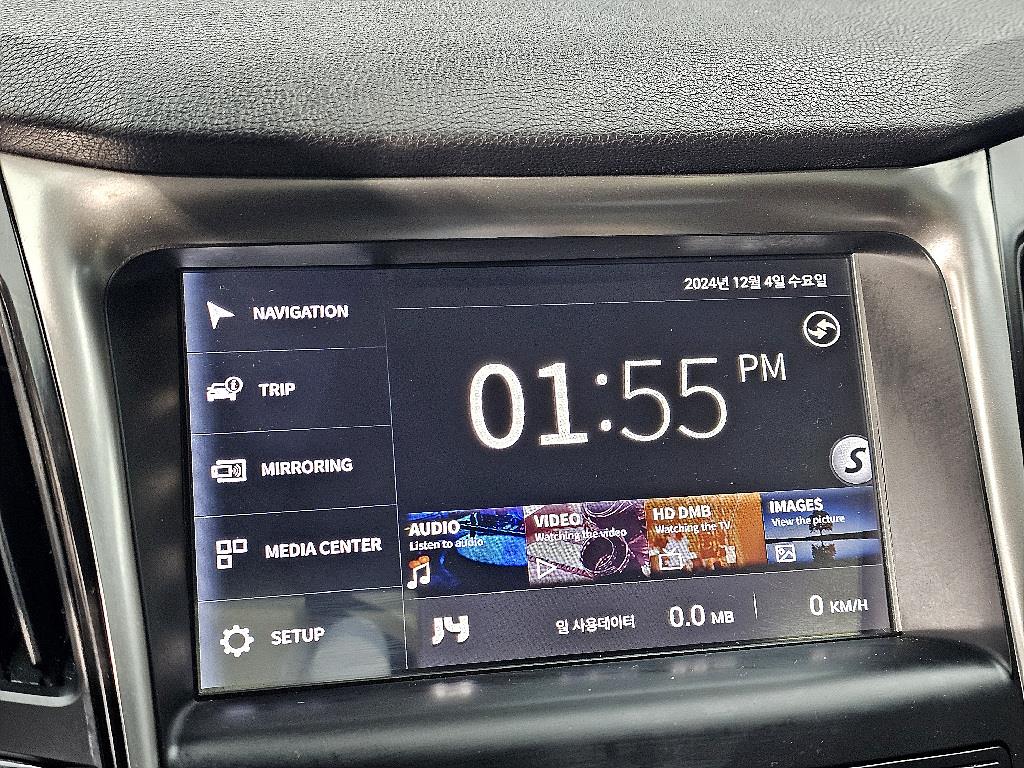 2024년 12월 4일 수요일
NAVIGATION
TRIP
MIRRORING
MEDIA CENTER
SETUP
01:55 PM
S
AUDIO
Listen to audio
VIDEO
Watching the video
HD DMB
Watching the TV
IMAGES
View the picture
J4
일 사용데이터 0.0 MB
0 KM/H